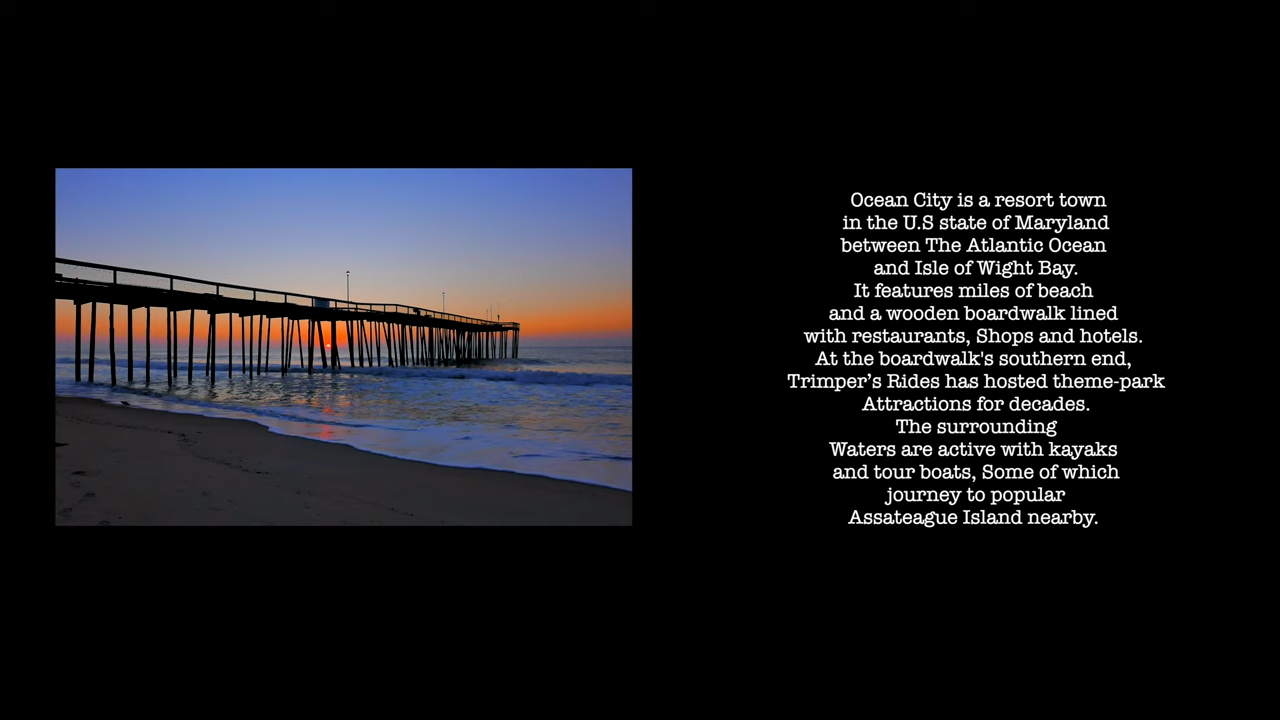 Ocean City is a resort town
in the U.S state of Maryland
between The Atlantic Ocean
and Isle of Wight Bay.
It features miles of beach
and a wooden boardwalk lined
with restaurants, Shops and hotels.
At the boardwalk's southern end,
Trimper’s Rides has hosted theme-park
Attractions for decades.
The surrounding
Waters are active with kayaks
and tour boats, Some of which
journey to popular
Assateague Island nearby.